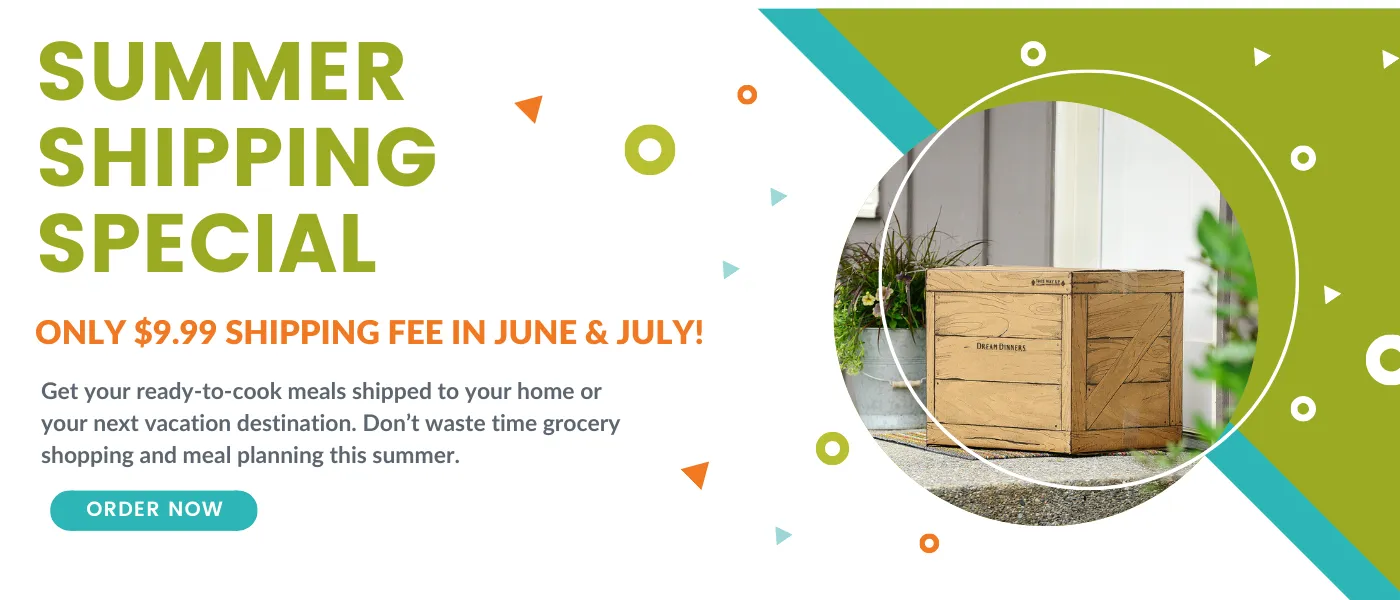 SUMMER
SHIPPING
SPECIAL
ONLY $9.99 SHIPPING FEE IN JUNE & JULY!
Get your ready-to-cook meals shipped to your home or
your next vacation destination. Don’t waste time grocery
shopping and meal planning this summer.
ORDER NOW
DREAM DINNERS